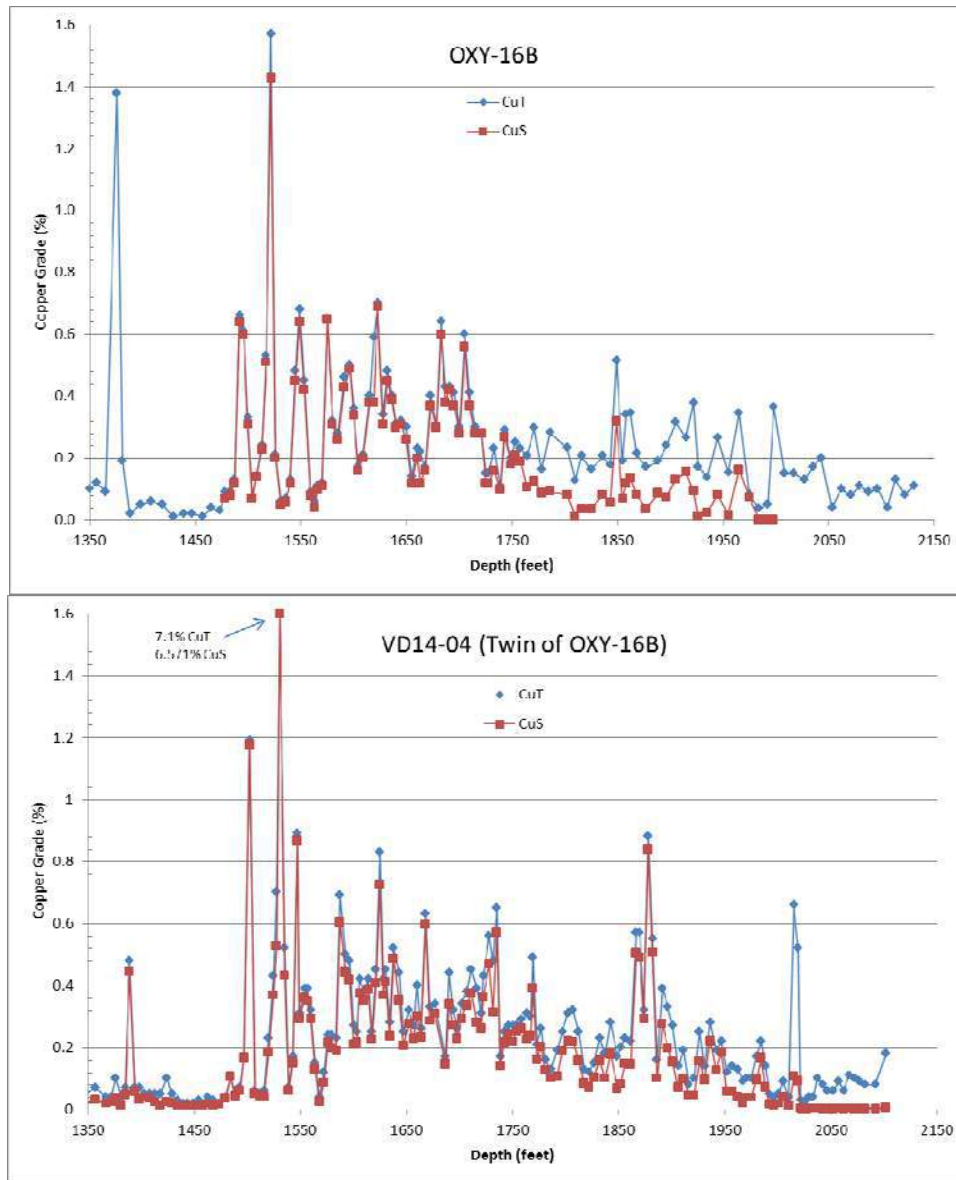 OXY-16B
CuT
CuS
Copper Grade (%)
1.6
1.4
1.2
1.0
0.8
0.6
0.4
0.2
0.0
1350 1450 1550 1650 1750 1850 1950 2050 2150
Depth (feet)
VD14-04 (Twin of OXY-16B)
7.1% CuT
6.571% CuS
CuT
CuS
Copper Grade (%)
1.6
1.4
1.2
1
0.8
0.6
0.4
0.2
0
1350 1450 1550 1650 1750 1850 1950 2050 2150
Depth (feet)